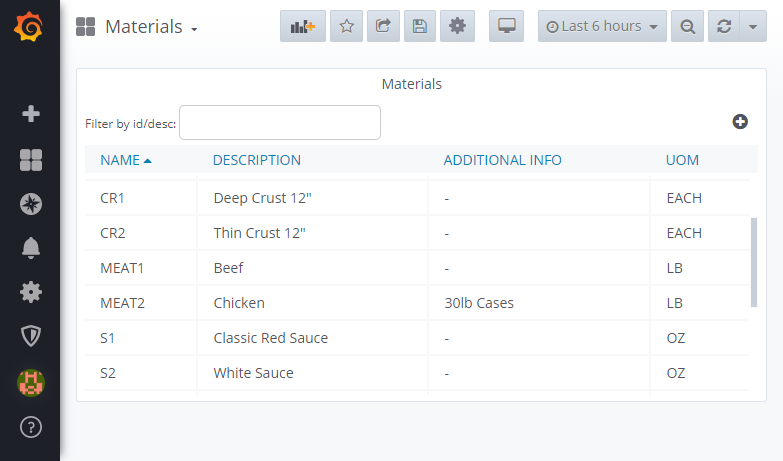 Materials
Last 6 hours
Materials
Filter by id/desc:
NAME DESCRIPTION ADDITIONAL INFO UOM
CR1 Deep Crust 12" - EACH
CR2 Thin Crust 12" - EACH
MEAT1 Beef - LB
MEAT2 Chicken 30lb Cases LB
S1 Classic Red Sauce - OZ
S2 White Sauce - OZ